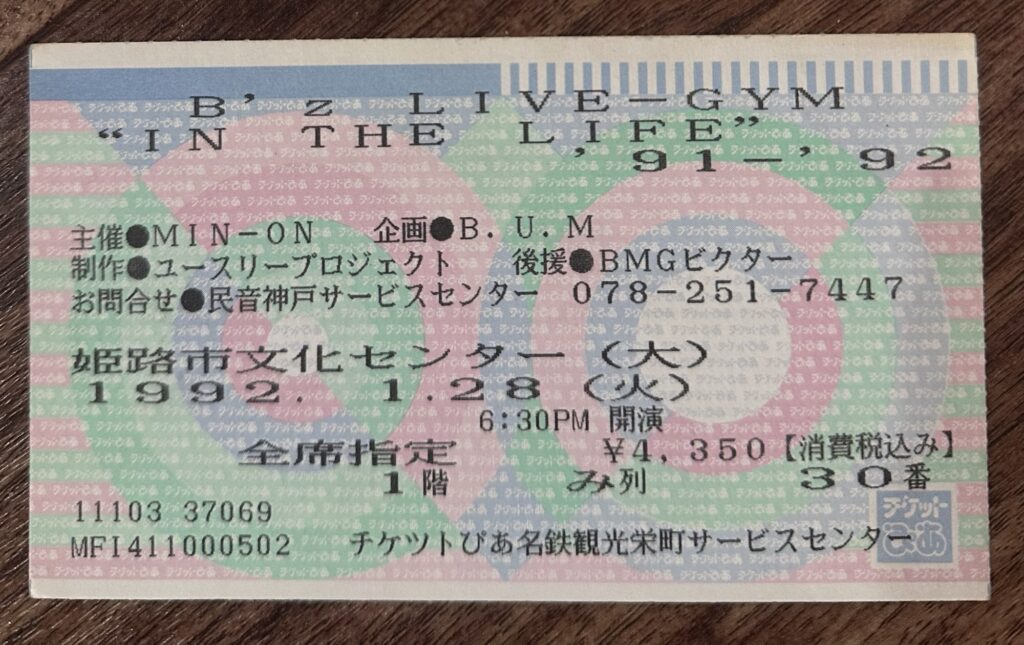 B'z LIVE－GYM
“IN THE LIFE”
'91－'92
主催●MIN－ON 企画●B.U.M
制作●ユースリープロジェクト 後援●BMGビクター
お問合せ●民音神戸サービスセンター 078－251－7447
姫路市文化センター（大）
1992. 1.28（火）
6:30PM 開演
全席指定 ¥4,350【消費税込み】
1階 み列 30番
11103 37069
MFI411000502 チケツトぴあ名鉄観光栄町サービスセンター
チケット
ぴあ